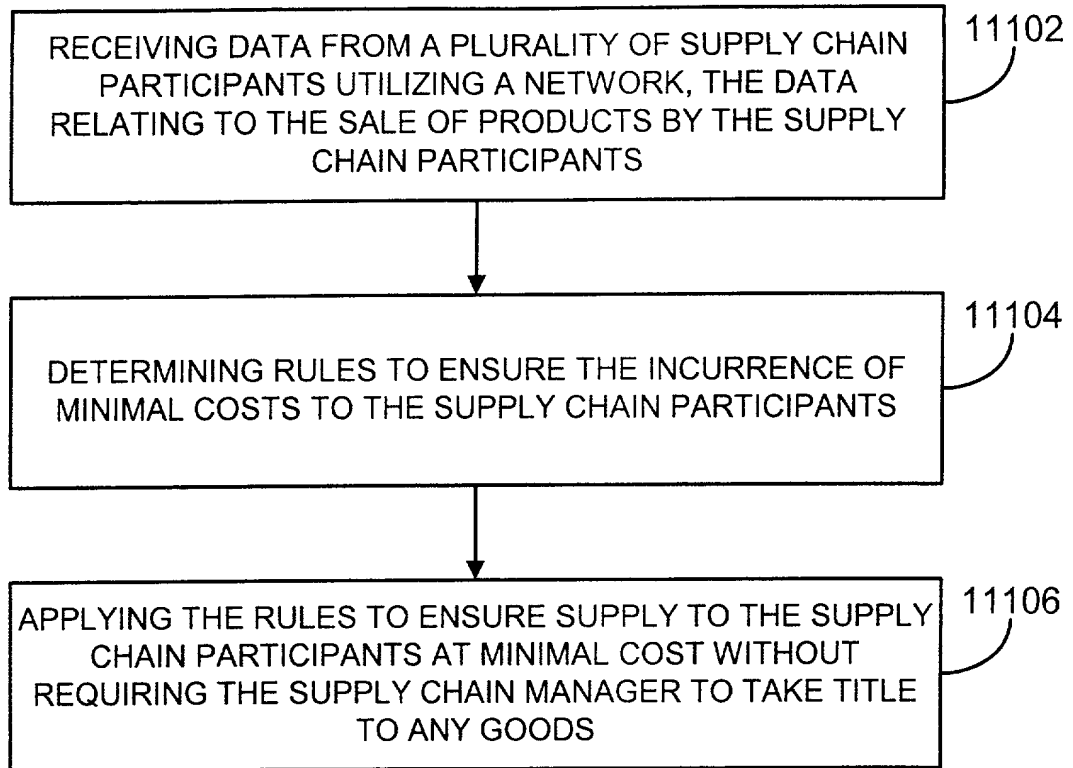 RECEIVING DATA FROM A PLURALITY OF SUPPLY CHAIN
PARTICIPANTS UTILIZING A NETWORK, THE DATA
RELATING TO THE SALE OF PRODUCTS BY THE SUPPLY
CHAIN PARTICIPANTS
11102
DETERMINING RULES TO ENSURE THE INCURRENCE OF
MINIMAL COSTS TO THE SUPPLY CHAIN PARTICIPANTS
11104
APPLYING THE RULES TO ENSURE SUPPLY TO THE SUPPLY
CHAIN PARTICIPANTS AT MINIMAL COST WITHOUT
REQUIRING THE SUPPLY CHAIN MANAGER TO TAKE TITLE
TO ANY GOODS
11106